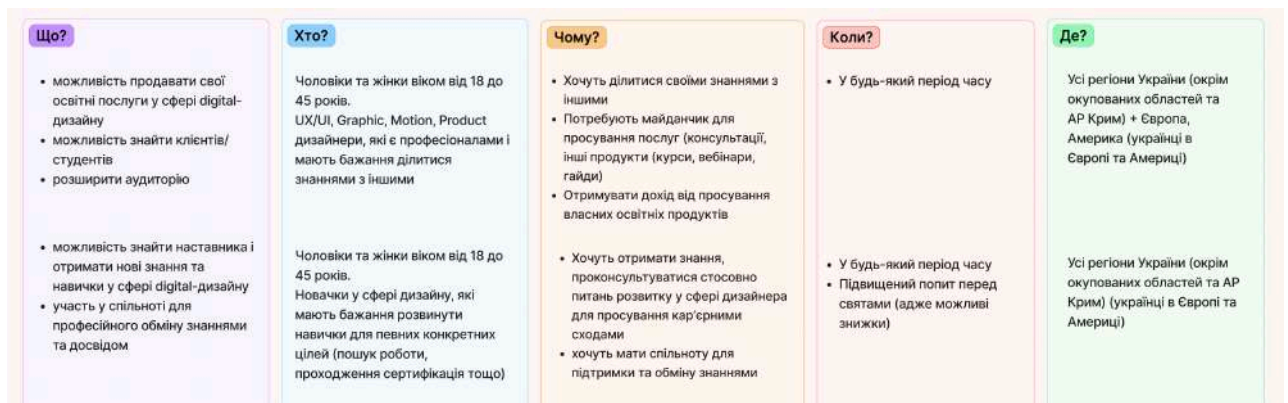 Що?
• можливість продавати свої
освітні послуги у сфері digital-
дизайну
• можливість знайти клієнтів/
студентів
• розширити аудиторію
• можливість знайти наставника і
отримати нові знання та
навички у сфері digital-дизайну
• участь у спільноті для
професійного обміну знаннями
та досвідом
Хто?
Чоловіки та жінки віком від 18 до
45 років.
UX/UI, Graphic, Motion, Product
дизайнери, які є професіоналами і
мають бажання ділитися
знаннями з іншими
Чоловіки та жінки віком від 18 до
45 років.
Новачки у сфері дизайну, які
мають бажання розвинути
навички для певних конкретних
цілей (пошук роботи,
проходження сертифікація тощо)
Чому?
• Хочуть ділитися своїми знаннями з
іншими
• Потребують майданчик для
просування послуг (консультації,
інші продукти (курси, вебінари,
гайди)
• Отримувати дохід від просування
власних освітніх продуктів
• Хочуть отримати знання,
проконсультуватися стосовно
питань розвитку у сфері дизайнера
для просування кар’єрними
сходами
• хочуть мати спільноту для
підтримки та обміну знаннями
Коли?
• У будь-який період часу
• У будь-який період часу
• Підвищений попит перед
святами (адже можливі
знижки)
Де?
Усі регіони України (окрім
окупованих областей та
АР Крим) + Європа,
Америка (українці в
Європі та Америці)
Усі регіони України (окрім
окупованих областей та АР
Крим) (українці в Європі та
Америці)